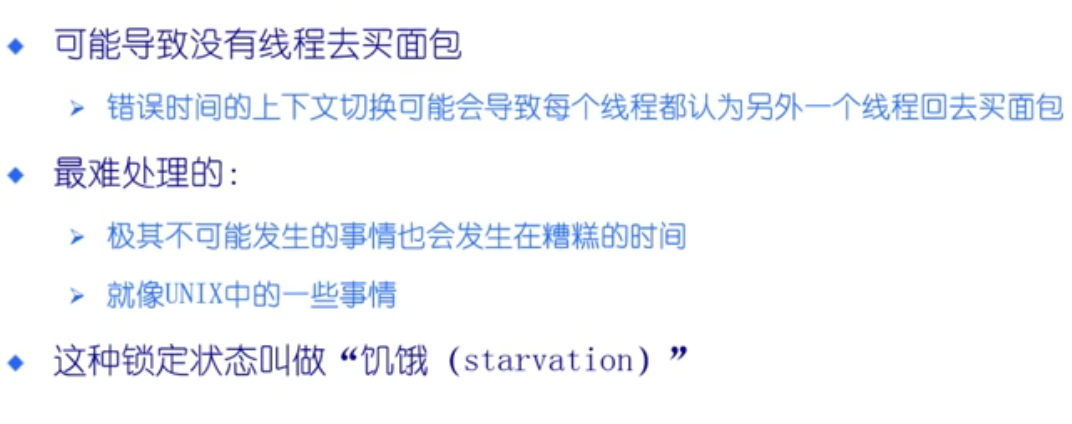 可能导致没有线程去买面包
错误时间的上下文切换可能会导致每个线程都认为另外一个线程回去买面包
最难处理的:
极其不可能发生的事情也会发生在糟糕的时间
就像UNIX中的一些事情
这种锁定状态叫做“饥饿（starvation）”